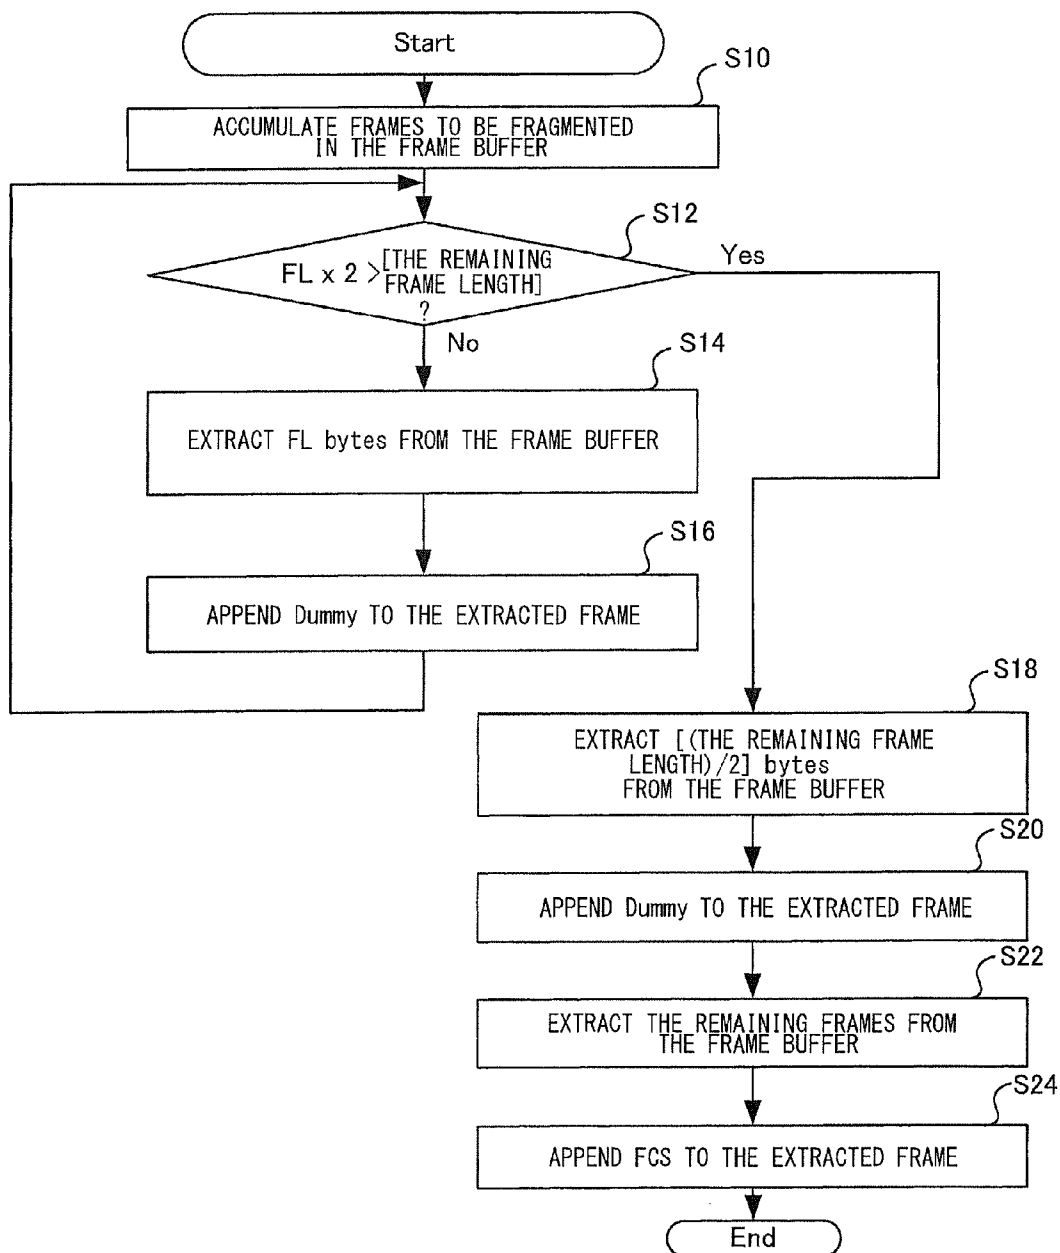 Start
S10
ACCUMULATE FRAMES TO BE FRAGMENTED
IN THE FRAME BUFFER
S12
Yes
FL x 2 > [THE REMAINING
FRAME LENGTH]
?
No
S14
EXTRACT FL bytes FROM THE FRAME BUFFER
S16
APPEND Dummy TO THE EXTRACTED FRAME
S18
EXTRACT [(THE REMAINING FRAME
LENGTH)/2] bytes
FROM THE FRAME BUFFER
S20
APPEND Dummy TO THE EXTRACTED FRAME
S22
EXTRACT THE REMAINING FRAMES FROM
THE FRAME BUFFER
S24
APPEND FCS TO THE EXTRACTED FRAME
End